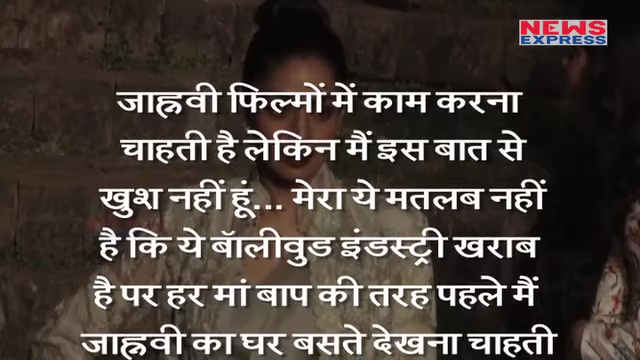 NEWS
EXPRESS
जाह्नवी फिल्मों में काम करना
चाहती है लेकिन मैं इस बात से
खुश नहीं हूं... मेरा ये मतलब नहीं
है कि ये बॉलीवुड इंडस्ट्री खराब
है पर हर मां बाप की तरह पहले मैं
जाह्नवी का घर बसते देखना चाहती